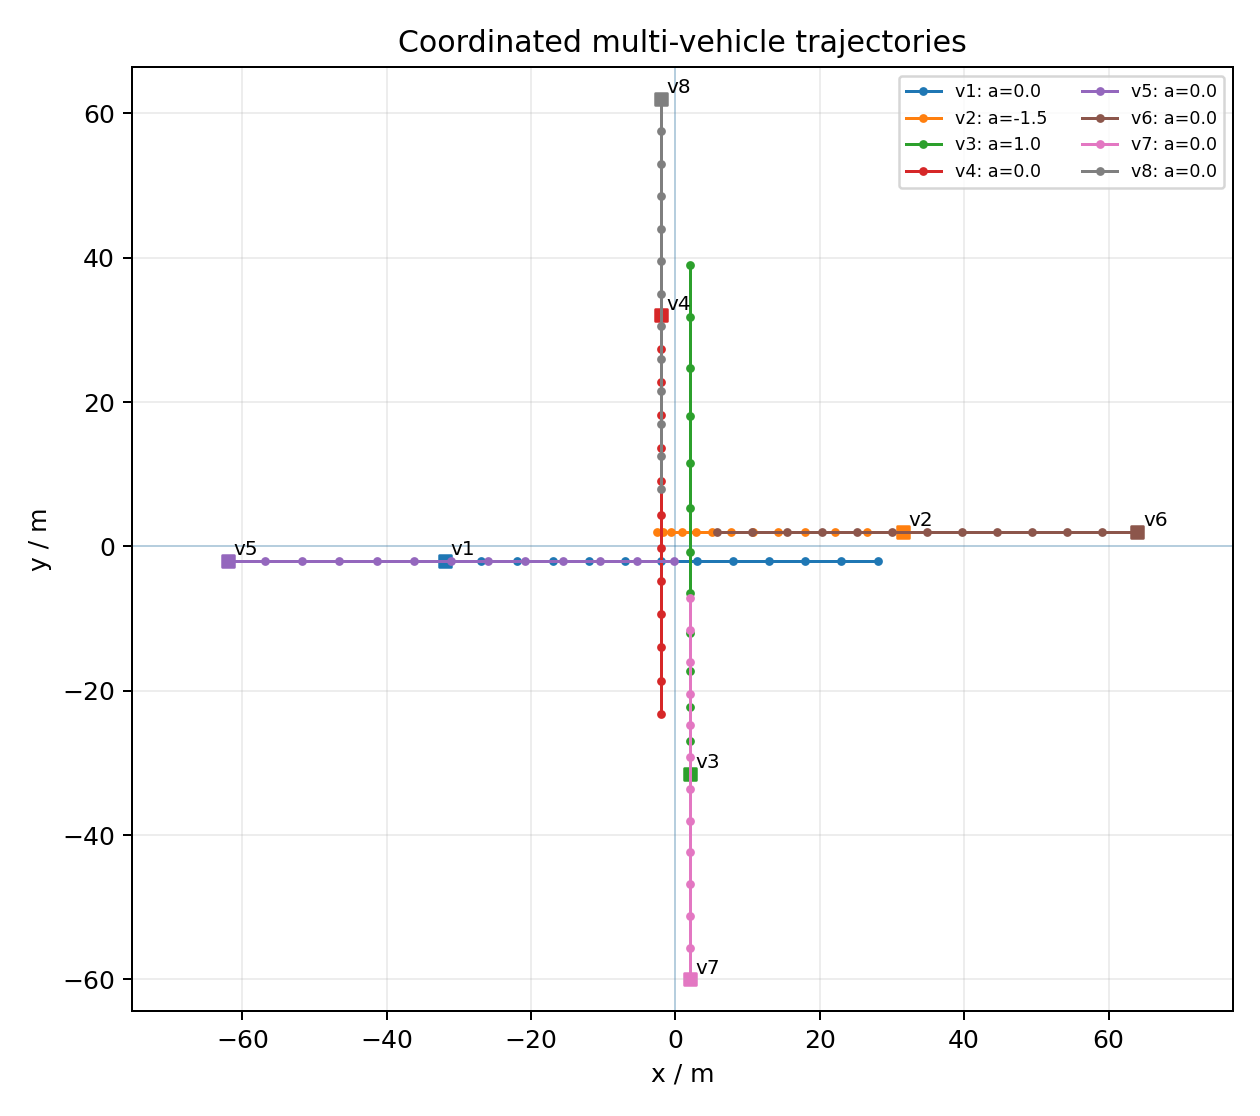 Coordinated multi-vehicle trajectories
v1: a=0.0
v2: a=-1.5
v3: a=1.0
v4: a=0.0
v5: a=0.0
v6: a=0.0
v7: a=0.0
v8: a=0.0
v8
v4
v2
v6
v5
v1
v3
v7
60
40
20
0
−20
−40
−60
y / m
−60
−40
−20
0
20
40
60
x / m